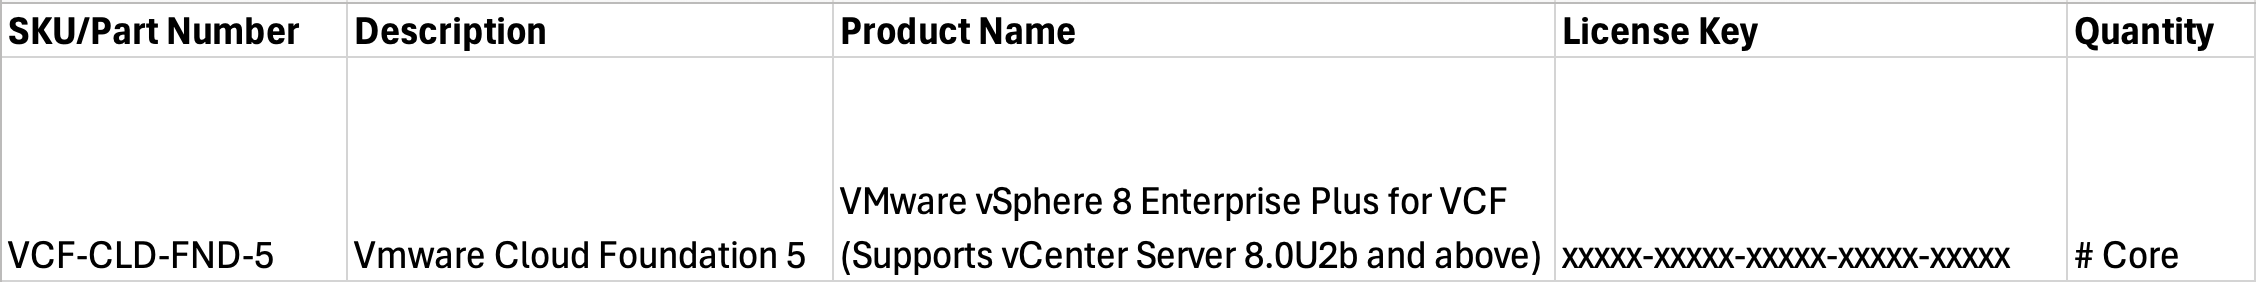 SKU/Part Number Description Product Name License Key Quantity
VMware vSphere 8 Enterprise Plus for VCF
VCF-CLD-FND-5 Vmware Cloud Foundation 5 (Supports vCenter Server 8.0U2b and above) xxxxx-xxxxx-xxxxx-xxxxx-xxxxx # Core